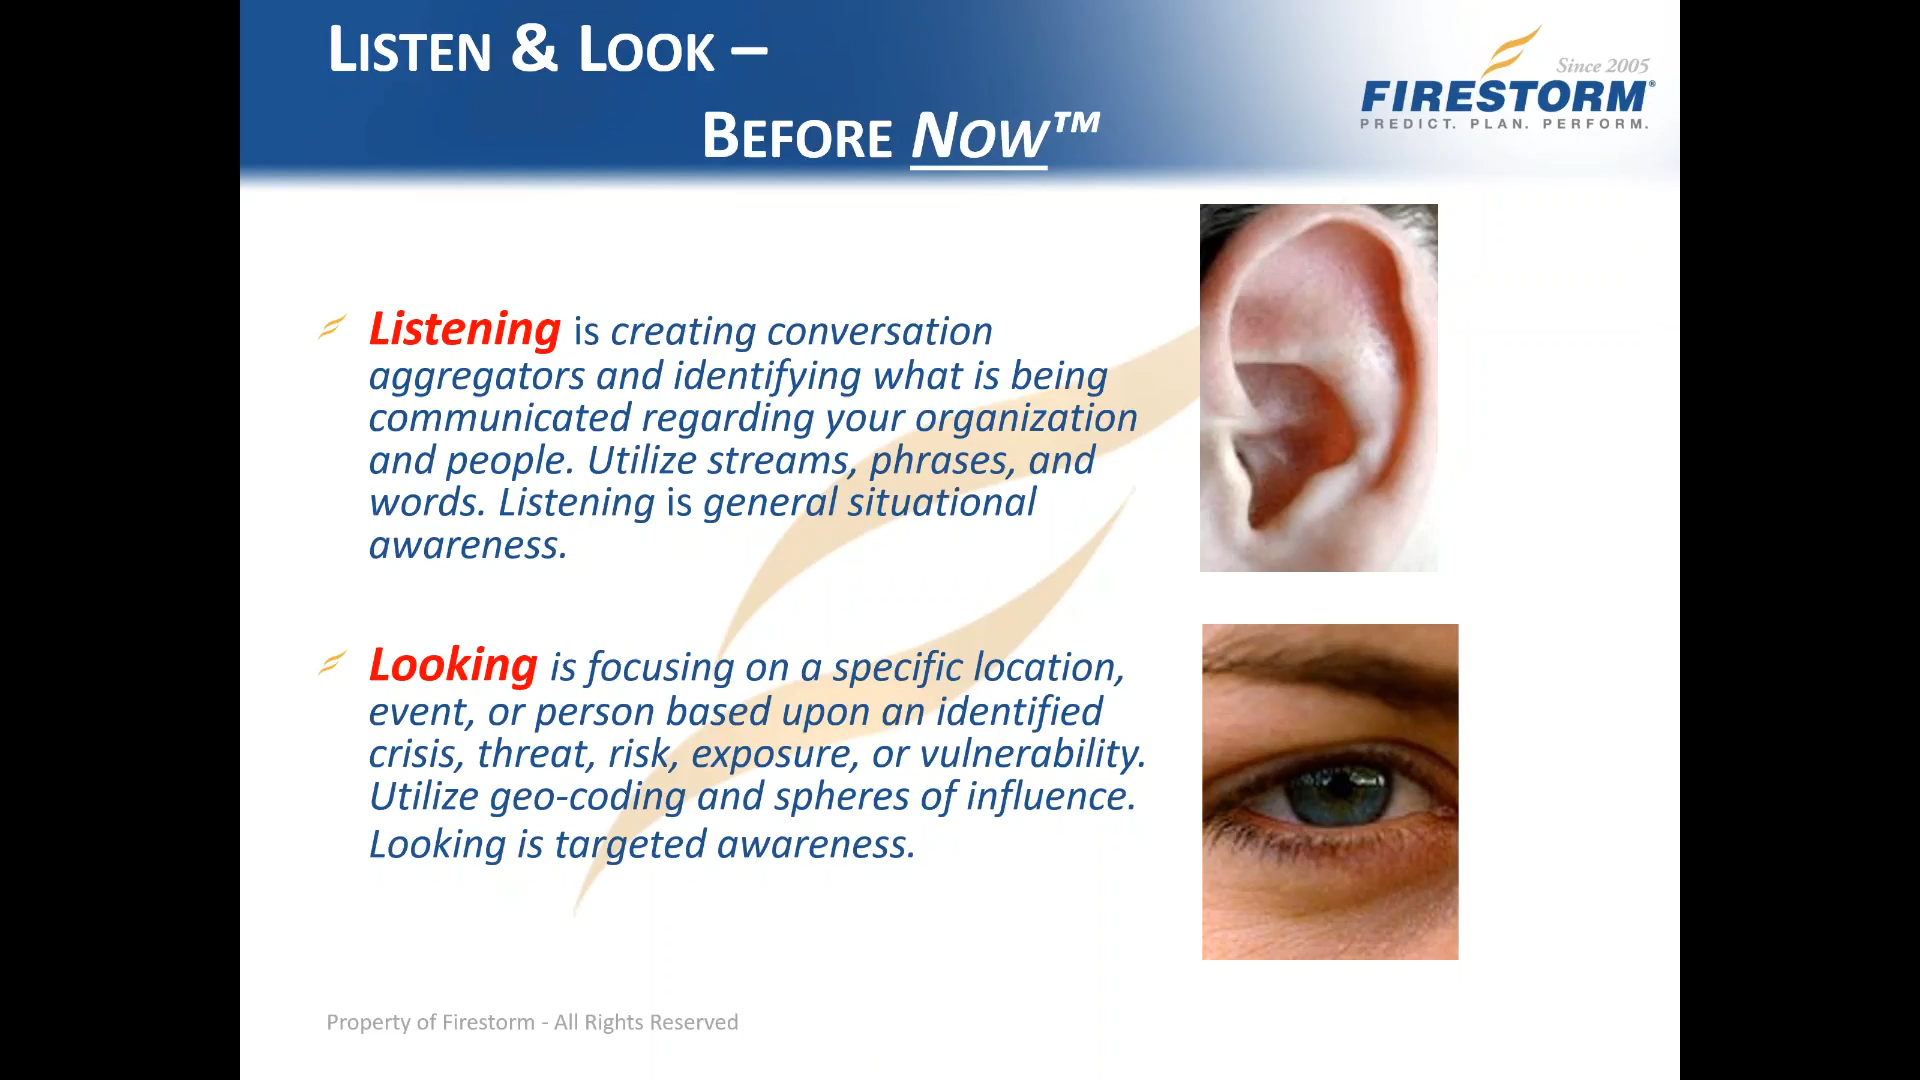 LISTEN & LOOK –
BEFORE NOW™
Since 2005
FIRESTORM®
PREDICT. PLAN. PERFORM.
Listening is creating conversation
aggregators and identifying what is being
communicated regarding your organization
and people. Utilize streams, phrases, and
words. Listening is general situational
awareness.
Looking is focusing on a specific location,
event, or person based upon an identified
crisis, threat, risk, exposure, or vulnerability.
Utilize geo-coding and spheres of influence.
Looking is targeted awareness.
Property of Firestorm - All Rights Reserved